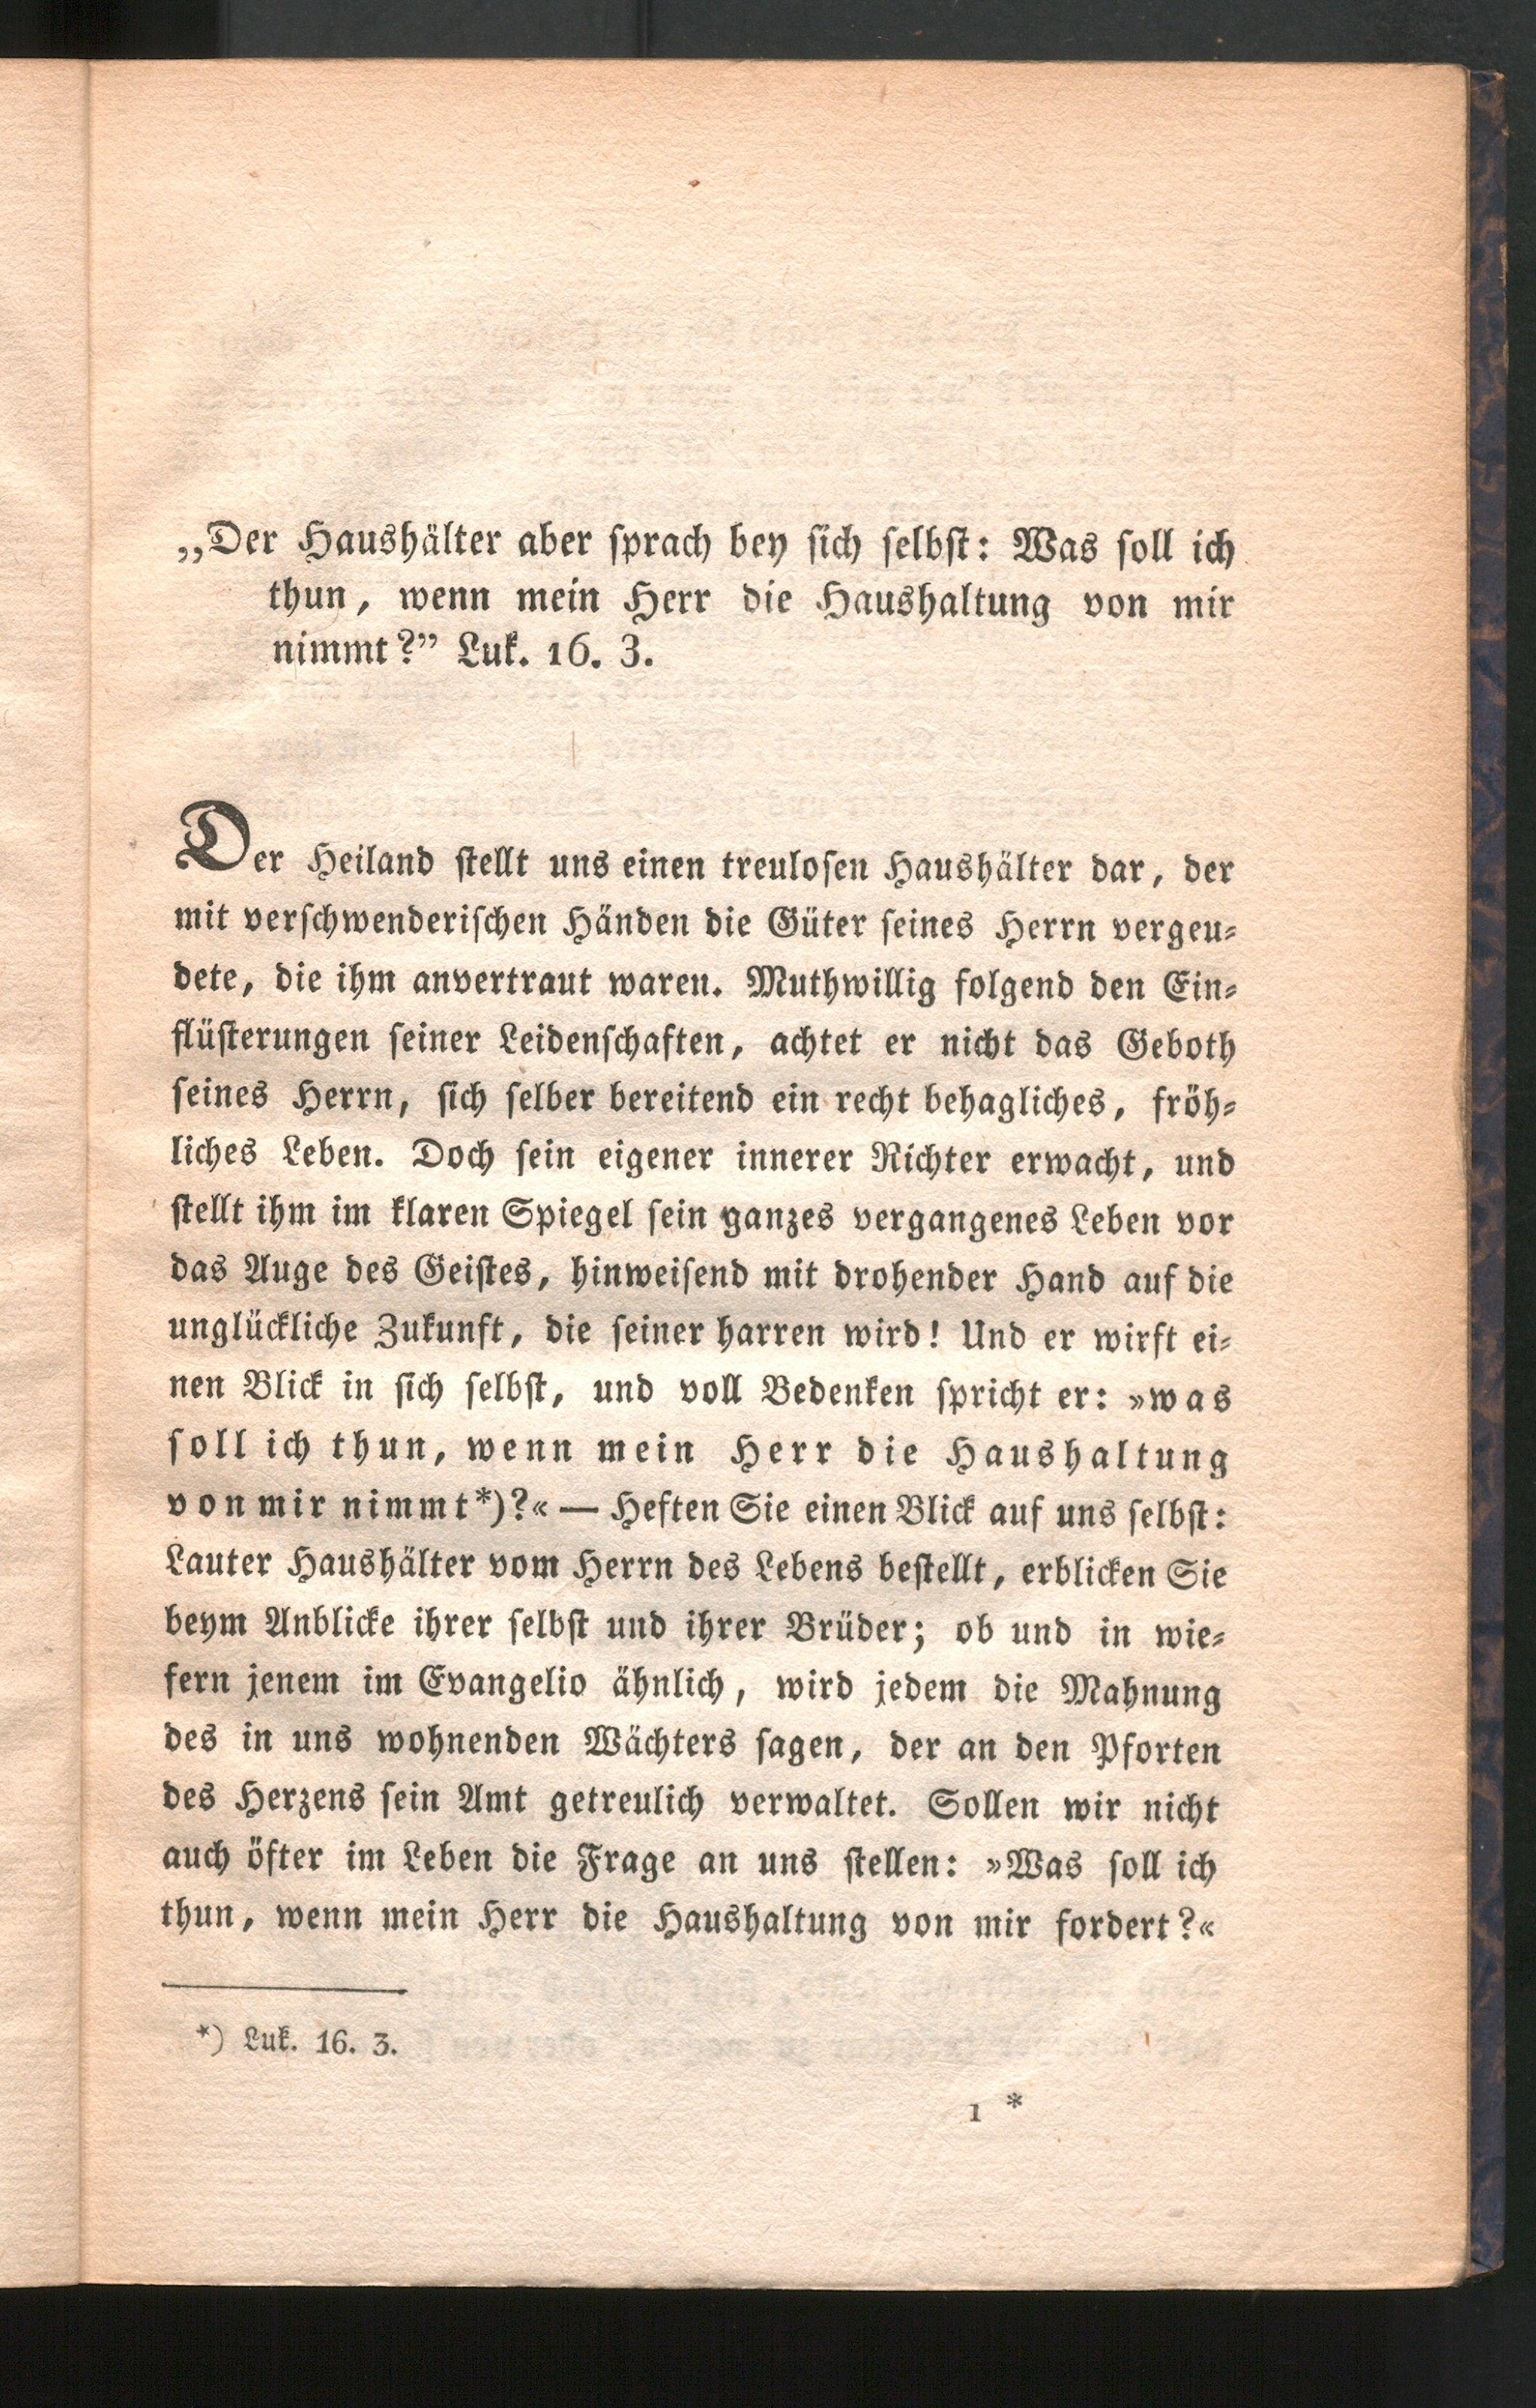 „Der Haushälter aber sprach bey sich selbst: Was soll ich
thun, wenn mein Herr die Haushaltung von mir
nimmt?” Luk. 16. 3.
Der Heiland stellt uns einen treulosen Haushälter dar, der
mit verschwenderischen Händen die Güter seines Herrn vergeu-
dete, die ihm anvertraut waren. Muthwillig folgend den Ein-
flüsterungen seiner Leidenschaften, achtet er nicht das Geboth
seines Herrn, sich selber bereitend ein recht behagliches, fröh-
liches Leben. Doch sein eigener innerer Richter erwacht, und
stellt ihm im klaren Spiegel sein ganzes vergangenes Leben vor
das Auge des Geistes, hinweisend mit drohender Hand auf die
unglückliche Zukunft, die seiner harren wird! Und er wirft ei-
nen Blick in sich selbst, und voll Bedenken spricht er: »was
soll ich thun, wenn mein Herr die Haushaltung
von mir nimmt*)?« — Heften Sie einen Blick auf uns selbst:
Lauter Haushälter vom Herrn des Lebens bestellt, erblicken Sie
beym Anblicke ihrer selbst und ihrer Brüder; ob und in wie-
fern jenem im Evangelio ähnlich, wird jedem die Mahnung
des in uns wohnenden Wächters sagen, der an den Pforten
des Herzens sein Amt getreulich verwaltet. Sollen wir nicht
auch öfter im Leben die Frage an uns stellen: »Was soll ich
thun, wenn mein Herr die Haushaltung von mir fordert?«
*) Luk. 16. 3.
1 *